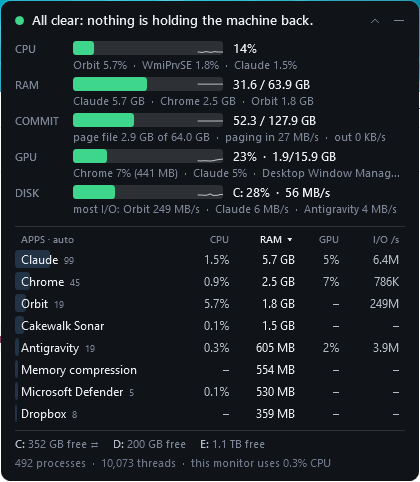 All clear: nothing is holding the machine back.
CPU 14%
Orbit 5.7% · WmiPrvSE 1.8% · Claude 1.5%
RAM 31.6 / 63.9 GB
Claude 5.7 GB · Chrome 2.5 GB · Orbit 1.8 GB
COMMIT 52.3 / 127.9 GB
page file 2.9 GB of 64.0 GB · paging in 27 MB/s · out 0 KB/s
GPU 23% · 1.9/15.9 GB
Chrome 7% (441 MB) · Claude 5% · Desktop Window Manag...
DISK C: 28% · 56 MB/s
most I/O: Orbit 249 MB/s · Claude 6 MB/s · Antigravity 4 MB/s
APPS · auto CPU RAM ▼ GPU I/O /s
Claude 99 1.5% 5.7 GB 5% 6.4M
Chrome 45 0.9% 2.5 GB 7% 786K
Orbit 19 5.7% 1.8 GB – 249M
Cakewalk Sonar 0.1% 1.5 GB – –
Antigravity 19 0.3% 605 MB 2% 3.9M
Memory compression – 554 MB – –
Microsoft Defender 5 0.1% 530 MB – –
Dropbox 8 – 359 MB – –
C: 352 GB free ⇄ D: 200 GB free E: 1.1 TB free
492 processes · 10,073 threads · this monitor uses 0.3% CPU